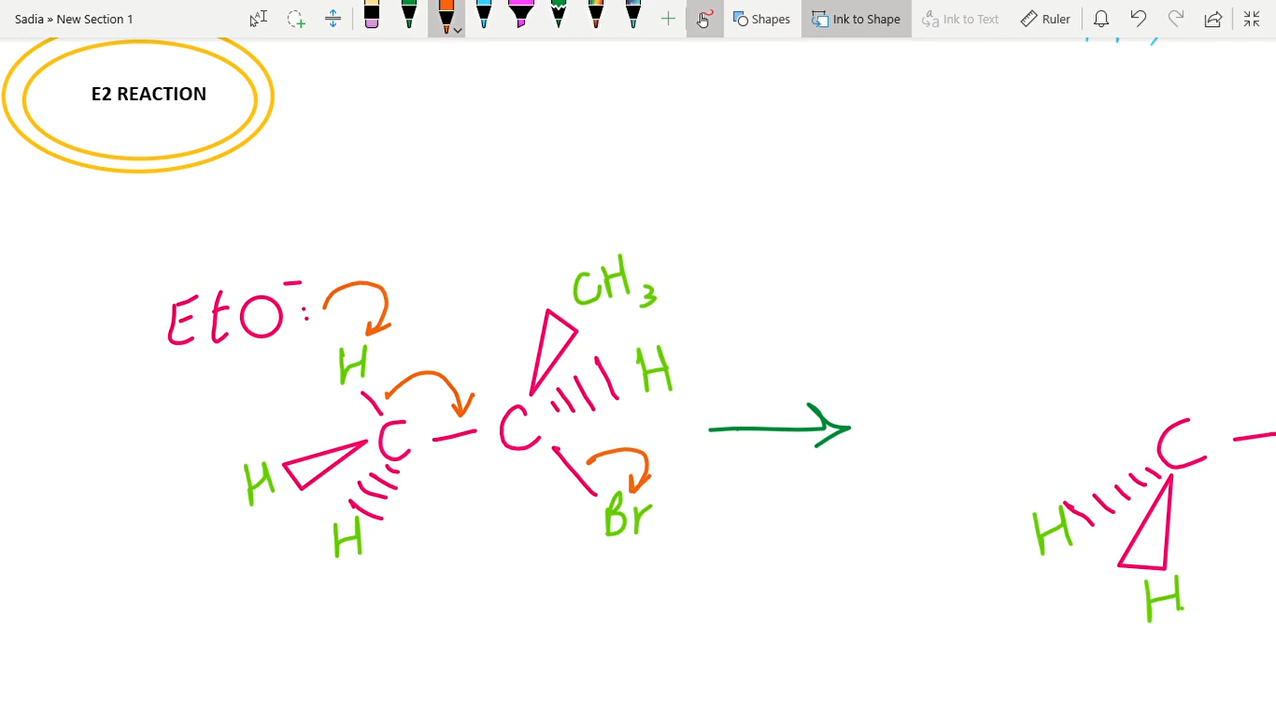 Sadia » New Section 1
Shapes
Ink to Shape
Ink to Text
Ruler
E2 REACTION
EtO⁻:
CH₃
H
H
C – C
H
H
Br
C –
H
H